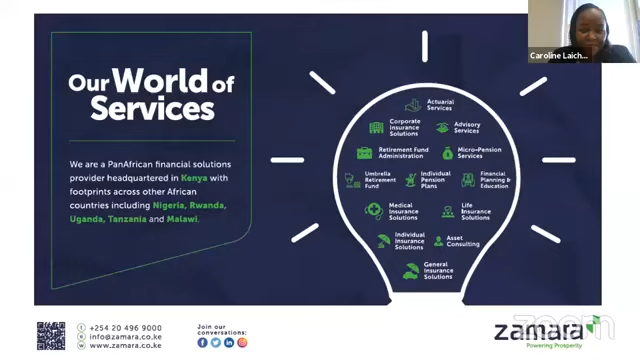 Caroline Laich...
Our World of
Services
We are a PanAfrican financial solutions
provider headquartered in Kenya with
footprints across other African
countries including Nigeria, Rwanda,
Uganda, Tanzania and Malawi.
Actuarial
Services
Corporate
Insurance
Solutions
Advisory
Services
Retirement Fund
Administration
Micro-Pension
Services
Umbrella
Retirement
Fund
Individual
Pension
Plans
Financial
Planning &
Education
Medical
Insurance
Solutions
Life
Insurance
Solutions
Individual
Insurance
Solutions
Asset
Consulting
General
Insurance
Solutions
+254 20 496 9000
info@zamara.co.ke
www.zamara.co.ke
Join our
conversations:
zoom
zamara
Powering Prosperity